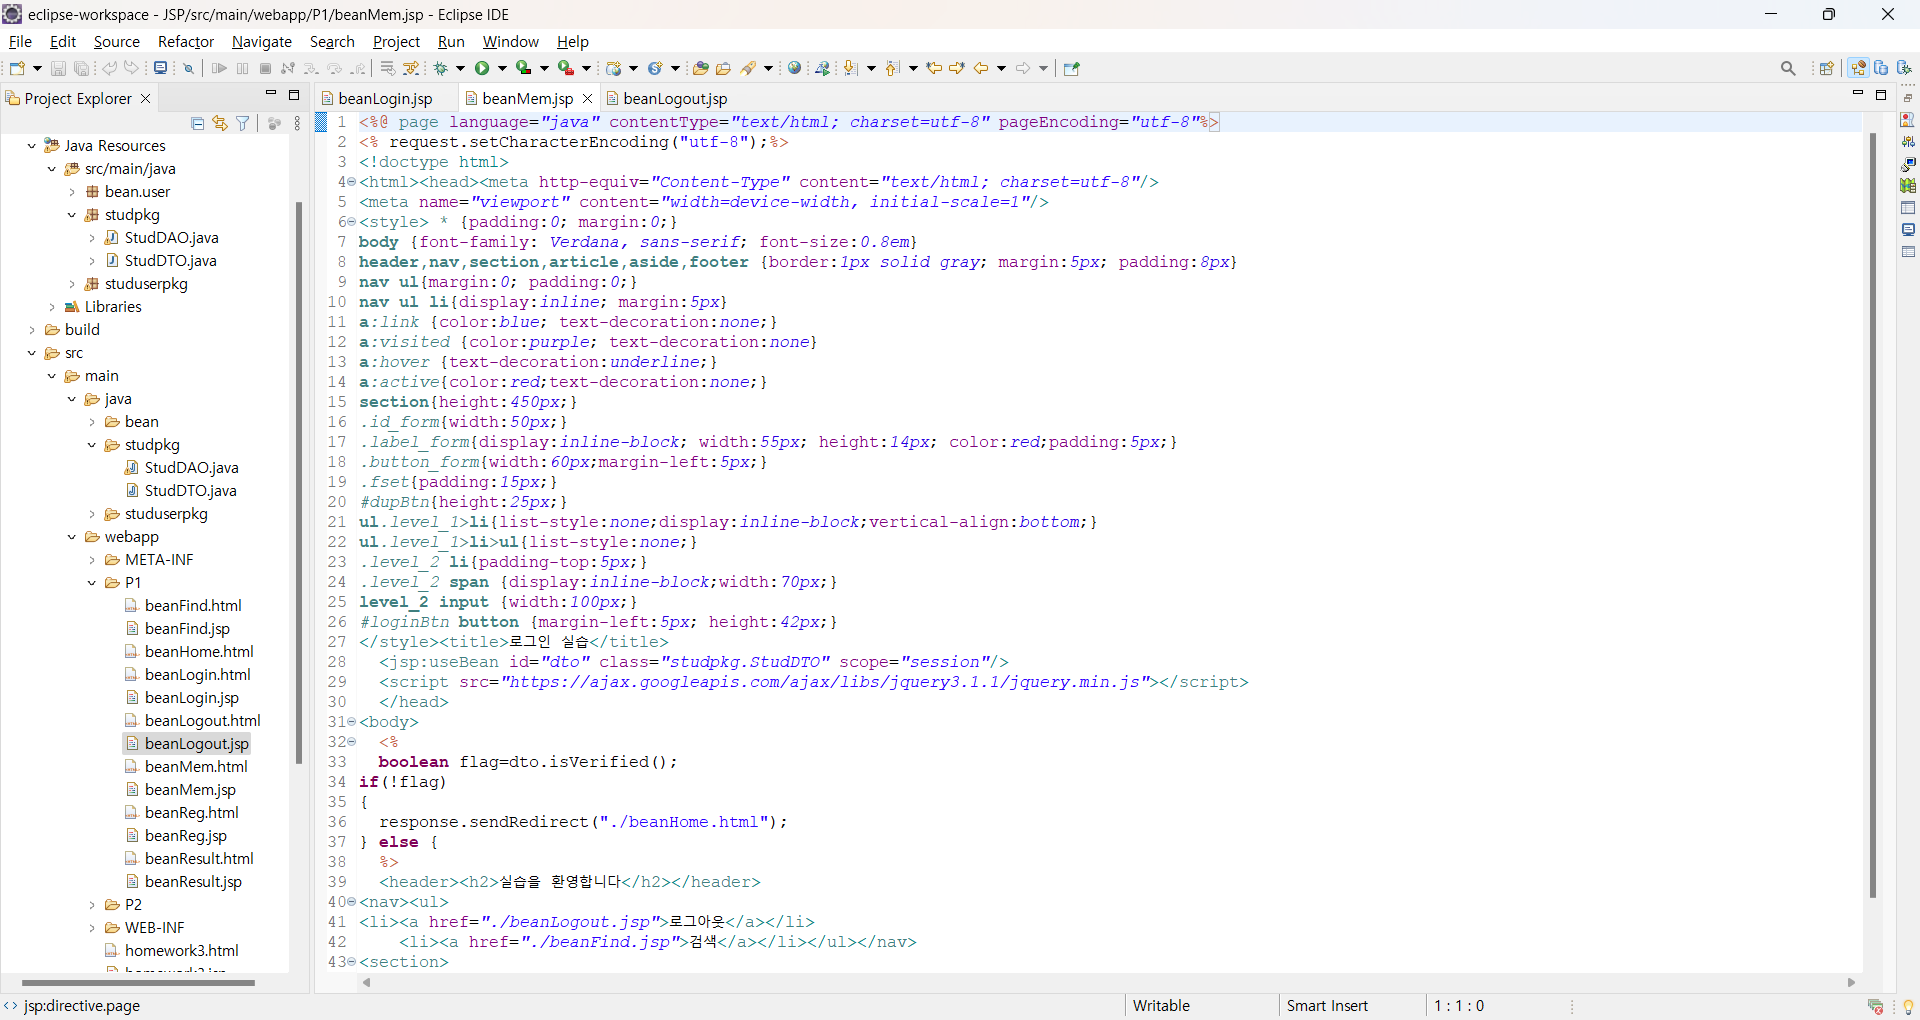 eclipse-workspace - JSP/src/main/webapp/P1/beanMem.jsp - Eclipse IDE
File Edit Source Refactor Navigate Search Project Run Window Help
Project Explorer
beanLogin.jsp beanMem.jsp beanLogout.jsp
Java Resources
src/main/java
bean.user
studpkg
StudDAO.java
StudDTO.java
studuserpkg
Libraries
build
src
main
java
bean
studpkg
StudDAO.java
StudDTO.java
studuserpkg
webapp
META-INF
P1
beanFind.html
beanFind.jsp
beanHome.html
beanLogin.html
beanLogin.jsp
beanLogout.html
beanLogout.jsp
beanMem.html
beanMem.jsp
beanReg.html
beanReg.jsp
beanResult.html
beanResult.jsp
P2
WEB-INF
homework3.html
1 <%@ page language="java" contentType="text/html; charset=utf-8" pageEncoding="utf-8"%>
2 <% request.setCharacterEncoding("utf-8");%>
3 <!doctype html>
4 <html><head><meta http-equiv="Content-Type" content="text/html; charset=utf-8"/>
5 <meta name="viewport" content="width=device-width, initial-scale=1"/>
6 <style> * {padding:0; margin:0;}
7 body {font-family: Verdana, sans-serif; font-size:0.8em}
8 header,nav,section,article,aside,footer {border:1px solid gray; margin:5px; padding:8px}
9 nav ul{margin:0; padding:0;}
10 nav ul li{display:inline; margin:5px}
11 a:link {color:blue; text-decoration:none;}
12 a:visited {color:purple; text-decoration:none}
13 a:hover {text-decoration:underline;}
14 a:active{color:red;text-decoration:none;}
15 section{height:450px;}
16 .id_form{width:50px;}
17 .label_form{display:inline-block; width:55px; height:14px; color:red;padding:5px;}
18 .button_form{width:60px;margin-left:5px;}
19 .fset{padding:15px;}
20 #dupBtn{height:25px;}
21 ul.level_1>li{list-style:none;display:inline-block;vertical-align:bottom;}
22 ul.level_1>li>ul{list-style:none;}
23 .level_2 li{padding-top:5px;}
24 .level_2 span {display:inline-block;width:70px;}
25 level_2 input {width:100px;}
26 #loginBtn button {margin-left:5px; height:42px;}
27 </style><title>로그인 실습</title>
28 <jsp:useBean id="dto" class="studpkg.StudDTO" scope="session"/>
29 <script src="https://ajax.googleapis.com/ajax/libs/jquery3.1.1/jquery.min.js"></script>
30 </head>
31 <body>
32 <%
33 boolean flag=dto.isVerified();
34 if(!flag)
35 {
36 response.sendRedirect("./beanHome.html");
37 } else {
38 %>
39 <header><h2>실습을 환영합니다</h2></header>
40 <nav><ul>
41 <li><a href="./beanLogout.jsp">로그아웃</a></li>
42 <li><a href="./beanFind.jsp">검색</a></li></ul></nav>
43 <section>
jsp:directive.page Writable Smart Insert 1 : 1 : 0